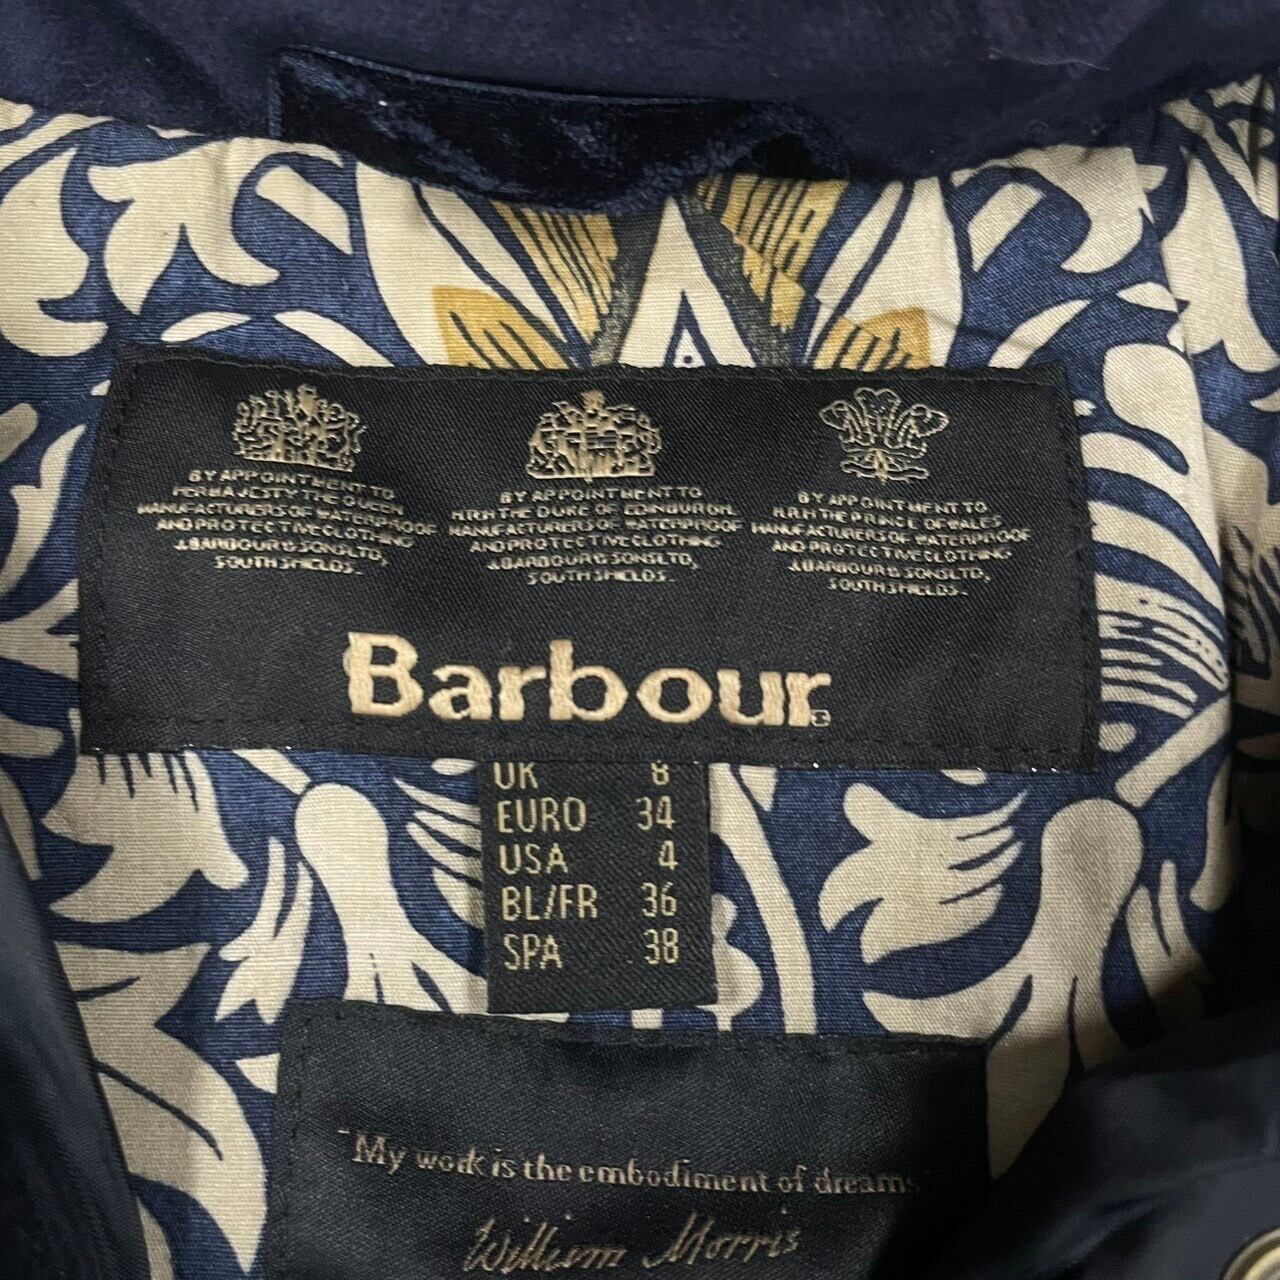 BY APPOINTMENT TO
HER MAJESTY THE QUEEN
MANUFACTURERS OF WATERPROOF
AND PROTECTIVE CLOTHING
J. BARBOUR & SONS LTD,
SOUTH SHIELDS.
BY APPOINTMENT TO
H.R.H THE DUKE OF EDINBURGH
MANUFACTURERS OF WATERPROOF
AND PROTECTIVE CLOTHING
J. BARBOUR & SONS LTD,
SOUTH SHIELDS.
BY APPOINTMENT TO
H.R.H THE PRINCE OF WALES
MANUFACTURERS OF WATERPROOF
AND PROTECTIVE CLOTHING
J. BARBOUR & SONS LTD,
SOUTH SHIELDS.
Barbour
UK 8
EURO 34
USA 4
BL/FR 36
SPA 38
"My work is the embodiment of dreams"
William Morris